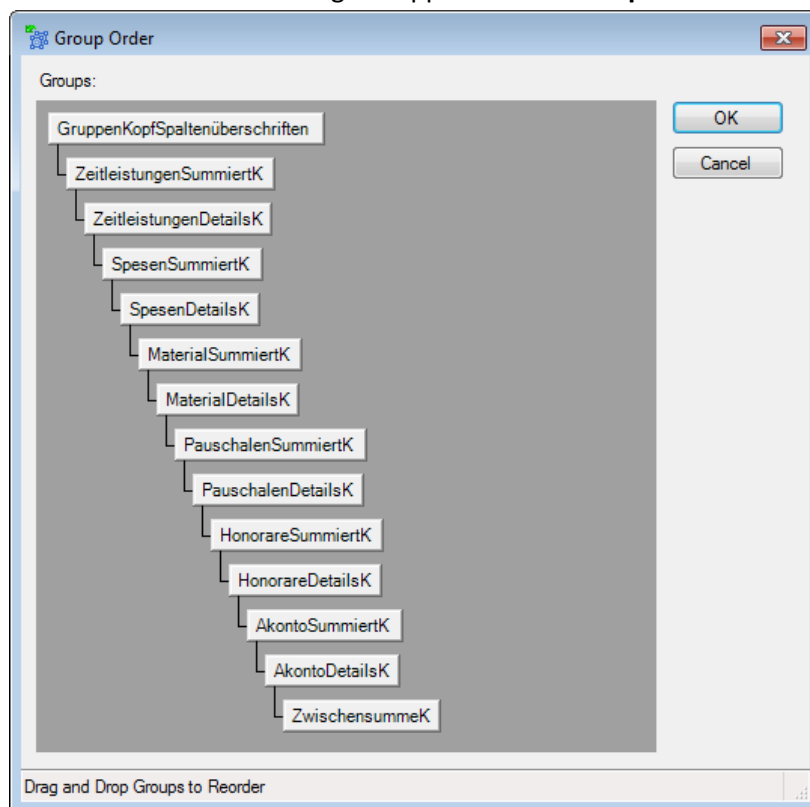 Group Order
Groups:
GruppenKopfSpaltenüberschriften
OK
ZeitleistungenSummiertK
Cancel
ZeitleistungenDetailsK
SpesenSummiertK
SpesenDetailsK
MaterialSummiertK
MaterialDetailsK
PauschalenSummiertK
PauschalenDetailsK
HonorareSummiertK
HonorareDetailsK
AkontoSummiertK
AkontoDetailsK
ZwischensummeK
Drag and Drop Groups to Reorder